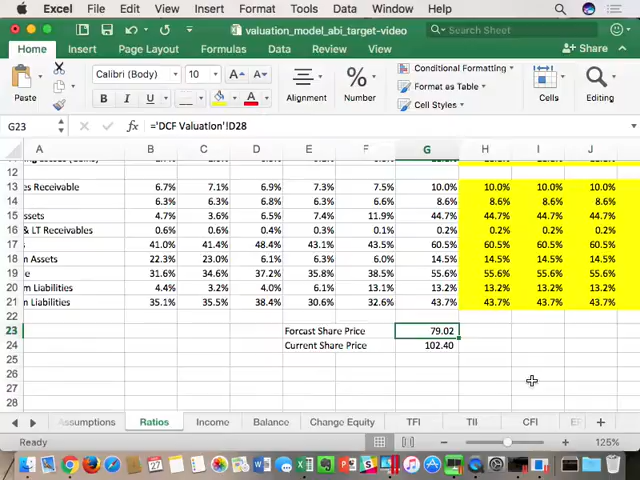 Excel File Edit View Insert Format Tools Data Window Help
valuation_model_abi_target-video
Search Sheet
Home Insert Page Layout Formulas Data Review View
Share
Paste
Calibri (Body) 10
A A
B I U
Alignment
%
Number
Conditional Formatting
Format as Table
Cell Styles
Cells
Editing
G23 fx ='DCF Valuation'!D28
A B C D E F G H I J
12
es Receivable 6.7% 7.1% 6.9% 7.3% 7.5% 10.0% 10.0% 10.0% 10.0%
13
14 6.3% 6.3% 6.8% 6.3% 6.6% 8.6% 8.6% 8.6% 8.6%
15 ssets 4.7% 3.6% 6.5% 7.4% 11.9% 44.7% 44.7% 44.7% 44.7%
16 & LT Receivables 0.6% 0.6% 0.4% 0.3% 0.1% 0.2% 0.2% 0.2% 0.2%
17 41.0% 41.4% 48.4% 43.1% 43.5% 60.5% 60.5% 60.5% 60.5%
18 m Assets 22.3% 23.0% 6.1% 6.3% 6.0% 14.5% 14.5% 14.5% 14.5%
19 e 31.6% 34.6% 37.2% 35.8% 38.5% 55.6% 55.6% 55.6% 55.6%
20 m Liabilities 4.4% 3.2% 4.0% 6.1% 13.1% 13.2% 13.2% 13.2% 13.2%
21 m Liabilities 35.1% 35.5% 38.4% 30.6% 32.6% 43.7% 43.7% 43.7% 43.7%
22
23 Forcast Share Price 79.02
24 Current Share Price 102.40
25
26
27
28
Assumptions Ratios Income Balance Change Equity TFI TII CFI
Ready 125%